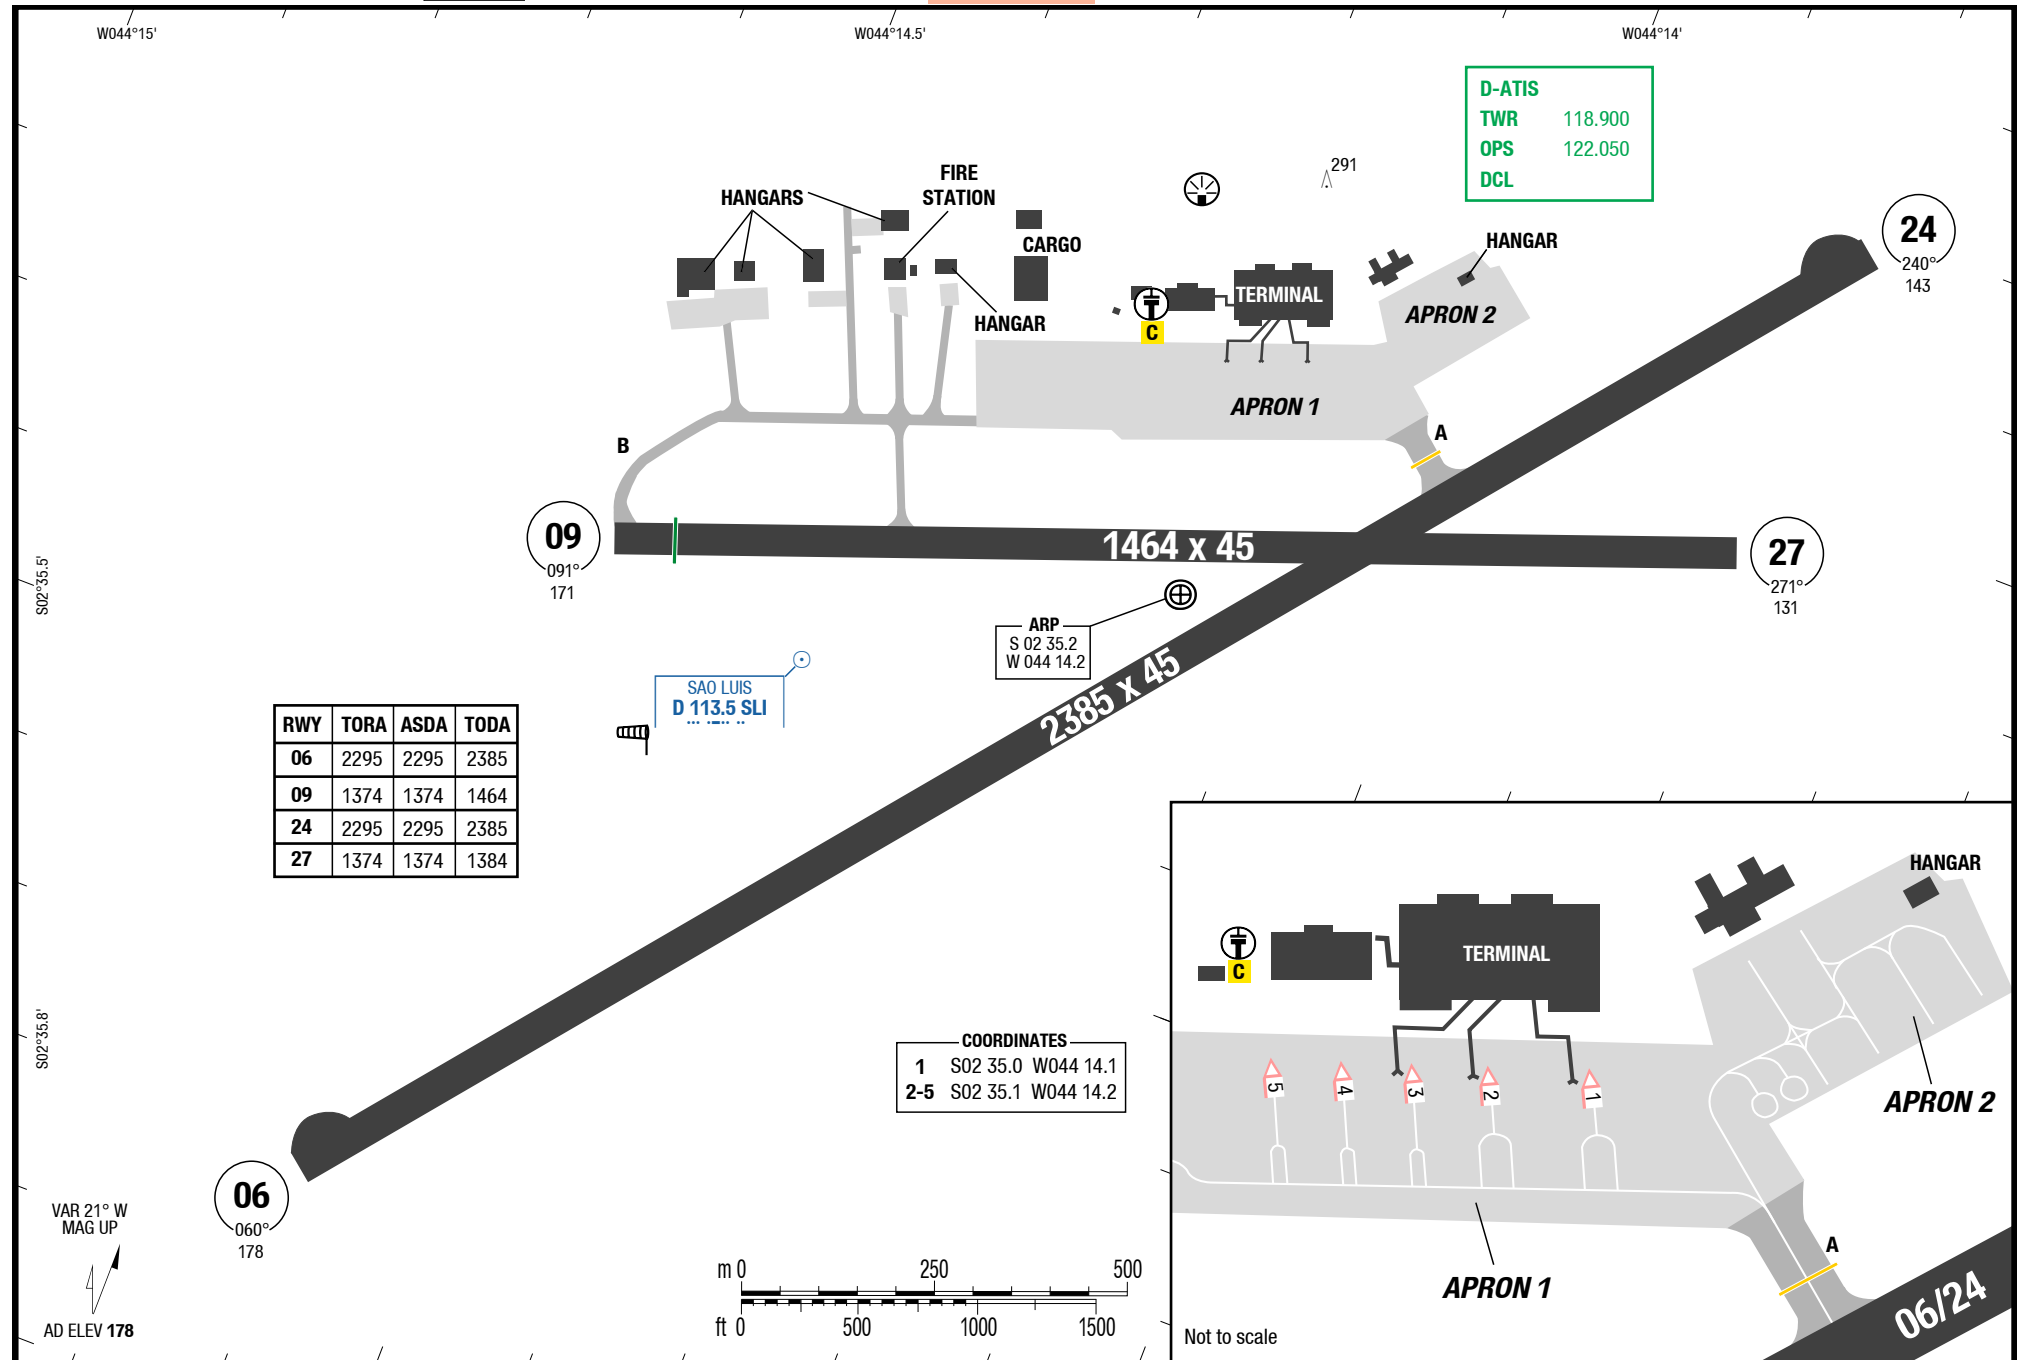 W044°15'
W044°14.5'
W044°14'
D-ATIS
TWR 118.900
OPS 122.050
DCL
291
FIRE
STATION
HANGARS
24
240°
143
HANGAR
CARGO
TERMINAL
APRON 2
HANGAR
C
APRON 1
A
B
09
091°
171
1464 x 45
27
271°
131
S02°35.5'
ARP
S 02 35.2
W 044 14.2
2385 x 45
SAO LUIS
D 113.5 SLI
RWY TORA ASDA TODA
06 2295 2295 2385
09 1374 1374 1464
24 2295 2295 2385
27 1374 1374 1384
HANGAR
TERMINAL
C
S02°35.8'
COORDINATES
1 S02 35.0 W044 14.1
2-5 S02 35.1 W044 14.2
5
4
3
2
1
APRON 2
06
060°
178
VAR 21° W
MAG UP
AD ELEV 178
m 0 250 500
ft 0 500 1000 1500
A
APRON 1
06/24
Not to scale